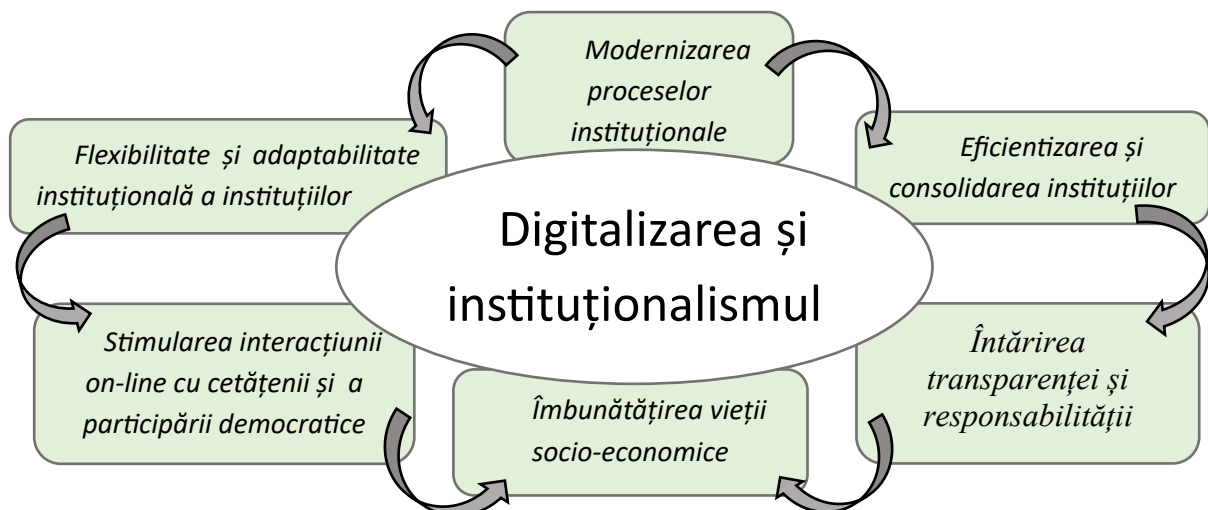 Modernizarea
proceselor
instituționale
Flexibilitate și adaptabilitate
instituțională a instituțiilor
Eficientizarea și
consolidarea instituțiilor
Digitalizarea și
instituționalismul
Stimularea interacțiunii
on-line cu cetățenii și a
participării democratice
Îmbunătățirea vieții
socio-economice
Întărirea
transparenței și
responsabilității